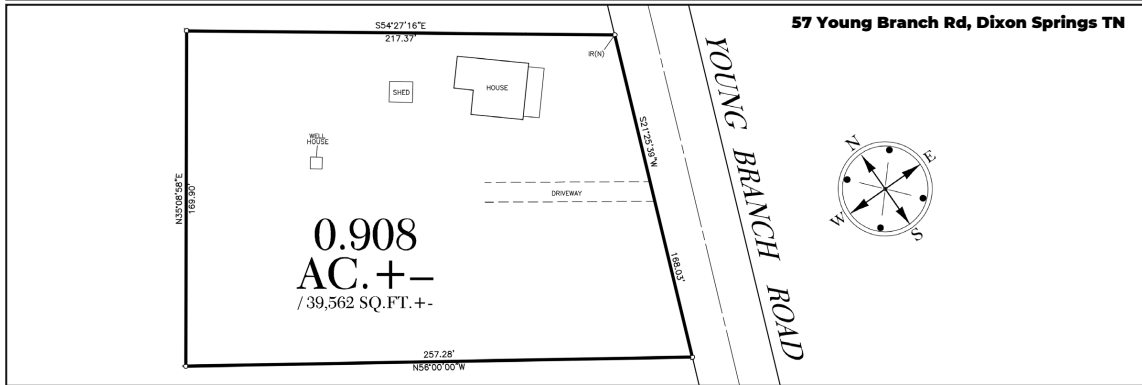 57 Young Branch Rd, Dixon Springs TN
S54°27'16"E
217.37'
IR(N)
HOUSE
SHED
WELL
HOUSE
S21°25'39"W
168.03'
DRIVEWAY
N35°08'58"E
169.90'
0.908
AC.+–
/ 39,562 SQ.FT.+-
257.28'
N56°00'00"W
YOUNG BRANCH ROAD
N
E
W
S